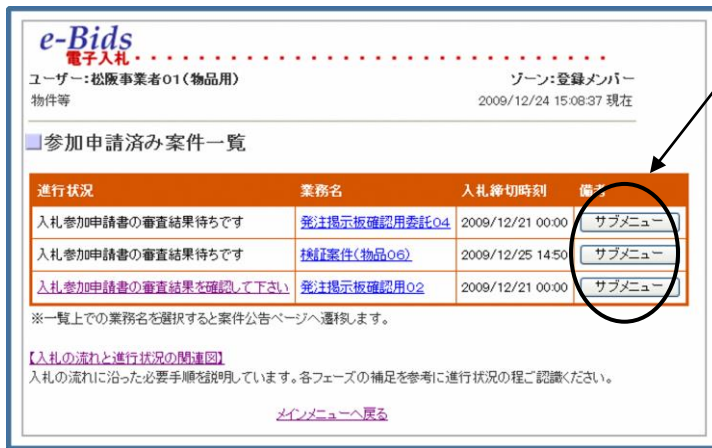 e-Bids
電子入札
ユーザー:松阪事業者01(物品用) ゾーン:登録メンバー
物件等 2009/12/24 15:08:37 現在
参加申請済み案件一覧
進行状況 業務名 入札締切時刻 備考
入札参加申請書の審査結果待ちです 発注掲示板確認用委託04 2009/12/21 00:00 サブメニュー
入札参加申請書の審査結果待ちです 検証案件(物品06) 2009/12/25 14:50 サブメニュー
入札参加申請書の審査結果を確認して下さい 発注掲示板確認用02 2009/12/21 00:00 サブメニュー
※一覧上での業務名を選択すると案件公告ページへ遷移します。
【入札の流れと進行状況の関連図】
入札の流れに沿った必要手順を説明しています。各フェーズの補足を参考に進行状況の程ご認識ください。
メインメニューへ戻る